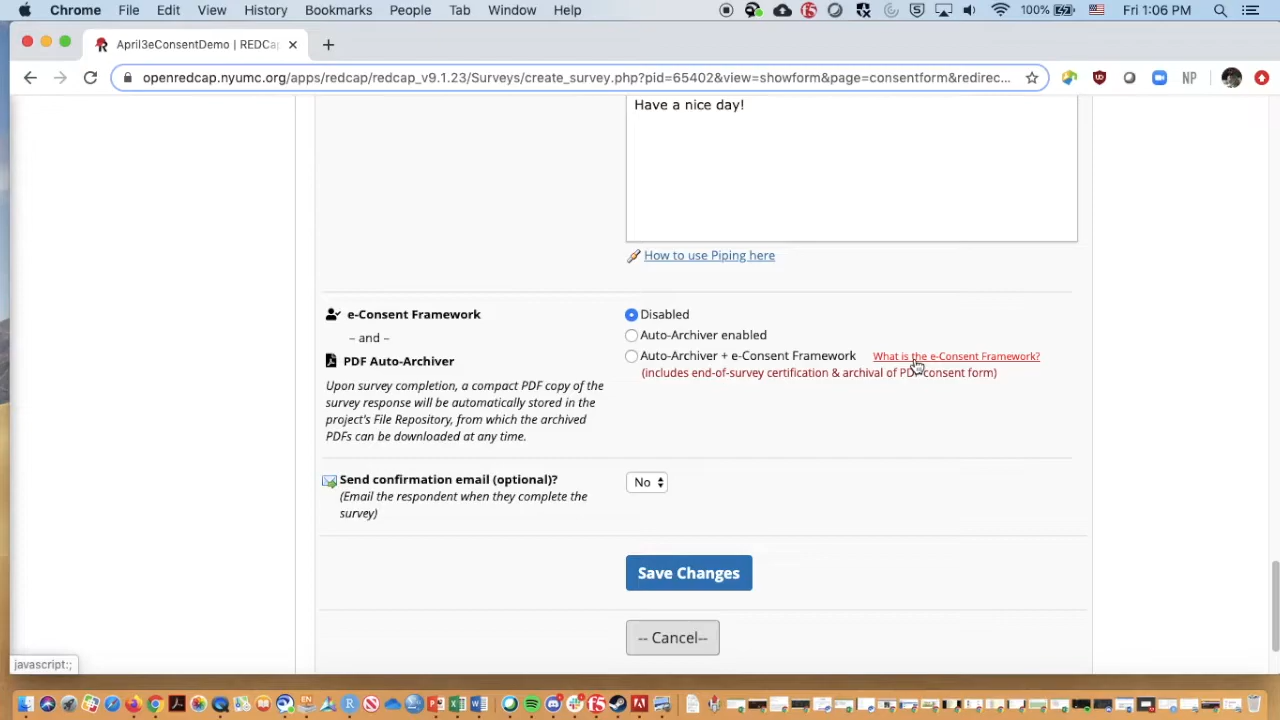 Chrome File Edit View History Bookmarks People Tab Window Help 100% Fri 1:06 PM
April3eConsentDemo | REDCa
openredcap.nyumc.org/apps/redcap/redcap_v9.1.23/Surveys/create_survey.php?pid=65402&view=showform&page=consentform&redirec... NP
Have a nice day!
How to use Piping here
e-Consent Framework
– and –
PDF Auto-Archiver
Upon survey completion, a compact PDF copy of the
survey response will be automatically stored in the
project's File Repository, from which the archived
PDFs can be downloaded at any time.
Disabled
Auto-Archiver enabled
Auto-Archiver + e-Consent Framework What is the e-Consent Framework?
(includes end-of-survey certification & archival of PDF consent form)
Send confirmation email (optional)?
(Email the respondent when they complete the
survey)
No
Save Changes
-- Cancel--
javascript:;